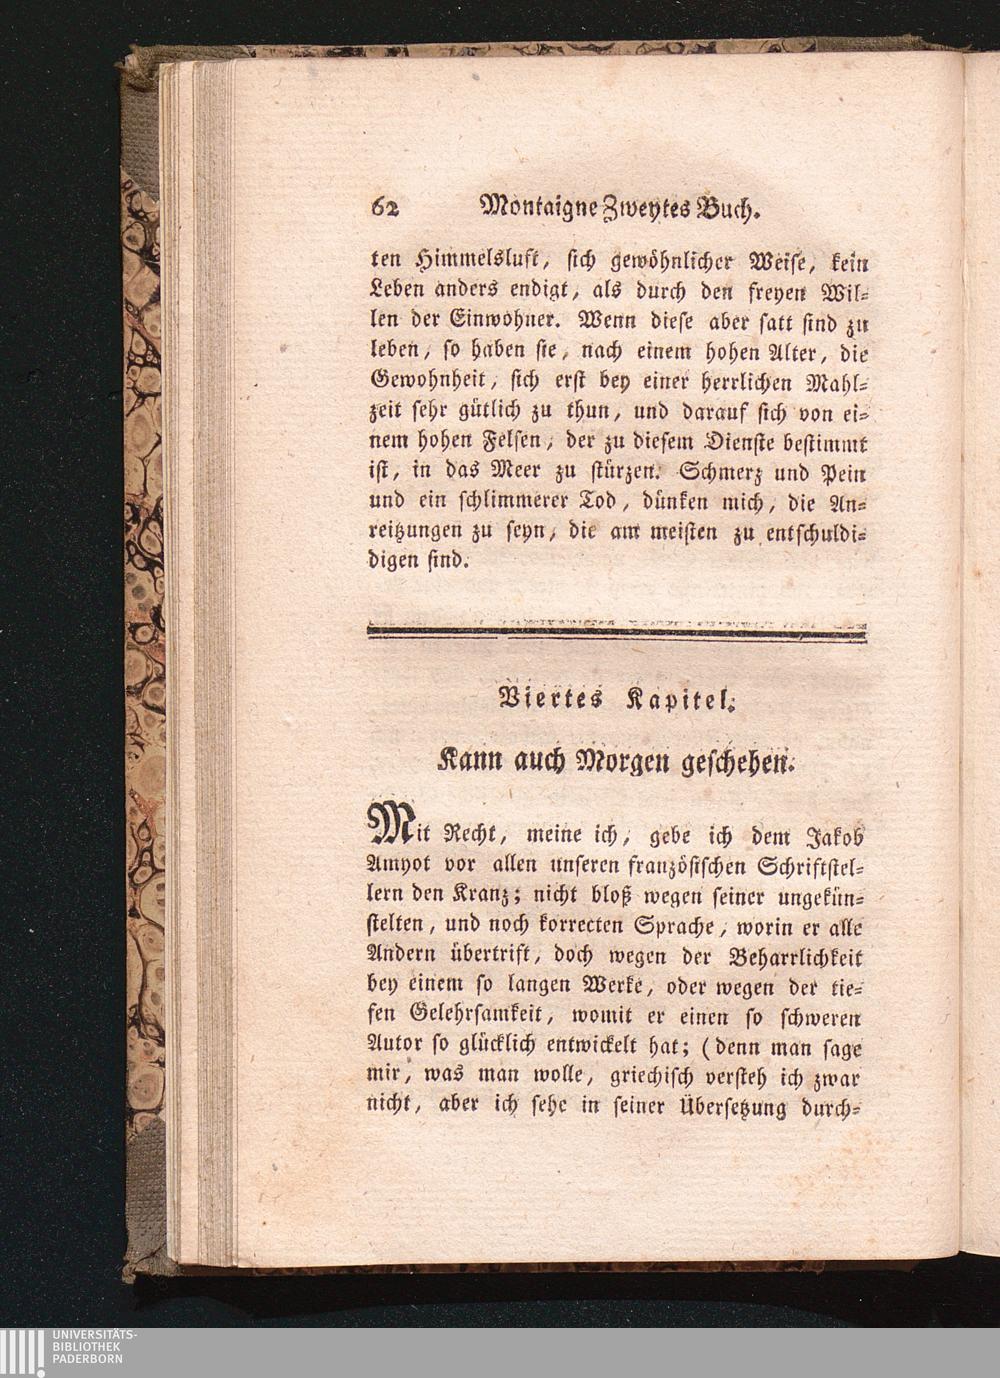 62 Montaigne Zweytes Buch.
ten Himmelsluft, sich gewöhnlicher Weise, kein
Leben anders endigt, als durch den freyen Wil-
len der Einwohner. Wenn diese aber satt sind zu
leben, so haben sie, nach einem hohen Alter, die
Gewohnheit, sich erst bey einer herrlichen Mahl-
zeit sehr gütlich zu thun, und darauf sich von ei-
nem hohen Felsen, der zu diesem Dienste bestimmt
ist, in das Meer zu stürzen. Schmerz und Pein
und ein schlimmerer Tod, dünken mich, die An-
reitzungen zu seyn, die am meisten zu entschuldi-
digen sind.
Viertes Kapitel.
Kann auch Morgen geschehen.
Mit Recht, meine ich, gebe ich dem Jakob
Amyot vor allen unseren französischen Schriftstel-
lern den Kranz; nicht bloß wegen seiner ungekün-
stelten, und noch korrecten Sprache, worin er alle
Andern übertrift, doch wegen der Beharrlichkeit
bey einem so langen Werke, oder wegen der tie-
fen Gelehrsamkeit, womit er einen so schweren
Autor so glücklich entwickelt hat; (denn man sage
mir, was man wolle, griechisch versteh ich zwar
nicht, aber ich sehe in seiner Übersetzung durch-
UNIVERSITÄTS-
BIBLIOTHEK
PADERBORN